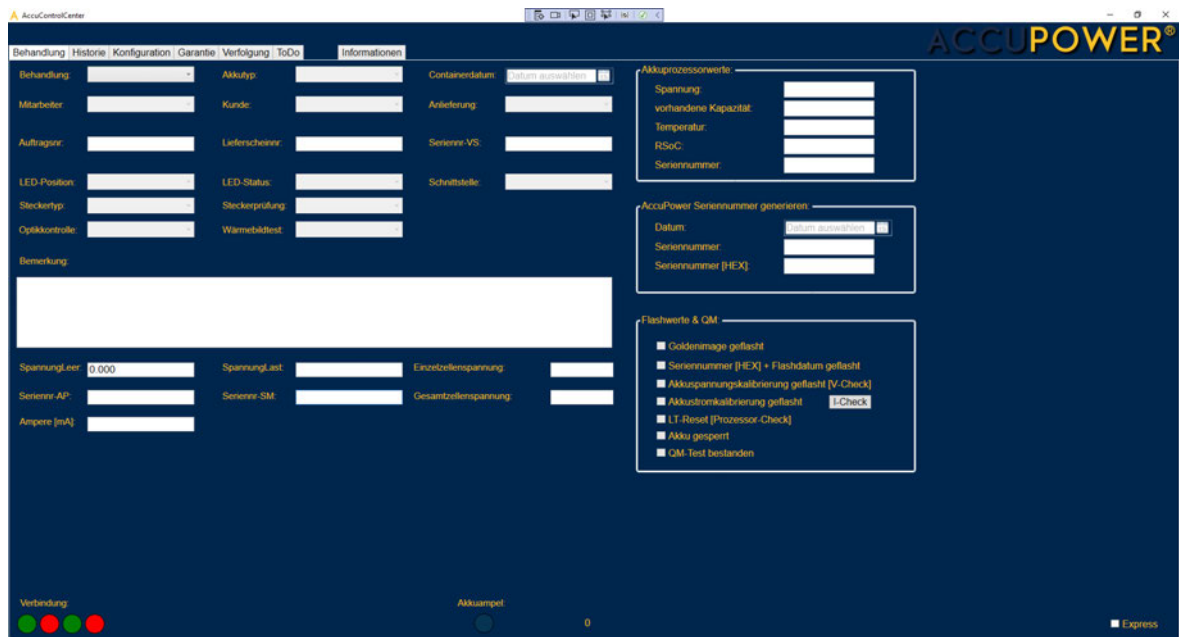 AccuControlCenter
ACCUPOWER®
Behandlung Historie Konfiguration Garantie Verfolgung ToDo Informationen
Behandlung: Akkutyp: Containerdatum: Datum auswählen
Mitarbeiter: Kunde: Anlieferung:
Auftragsnr: Lieferscheinnr: Seriennr-VS:
LED-Position: LED-Status: Schnittstelle:
Steckertyp: Steckerprüfung:
Optikkontrolle: Wärmebildtest:
Bemerkung:
SpannungLeer: 0.000 SpannungLast: Einzelzellenspannung:
Seriennr-AP: Seriennr-SM: Gesamtzellenspannung:
Ampere [mA]:
Akkuprozessorwerte:
Spannung:
vorhandene Kapazität:
Temperatur:
RSoC:
Seriennummer:
AccuPower Seriennummer generieren:
Datum: Datum auswählen
Seriennummer:
Seriennummer [HEX]:
Flashwerte & QM:
Goldenimage geflasht
Seriennummer [HEX] + Flashdatum geflasht
Akkuspannungskalibrierung geflasht [V-Check]
Akkustromkalibrierung geflasht I-Check
LT-Reset [Prozessor-Check]
Akku gesperrt
QM-Test bestanden
Verbindung: Akkuampel:
0
Express